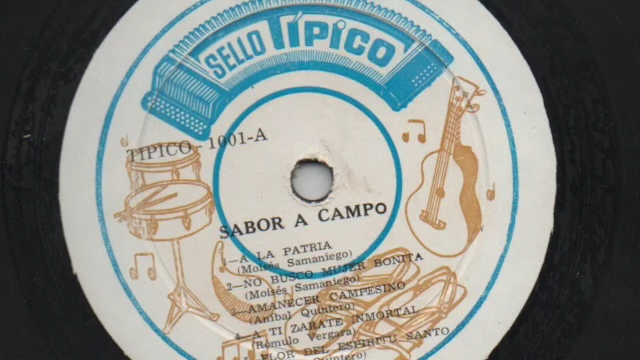 SELLO TÍPICO
TIPICO - 1001-A
SABOR A CAMPO
1—A LA PATRIA
(Moisés Samaniego)
2—NO BUSCO MUJER BONITA
(Moisés Samaniego)
3—AMANECER CAMPESINO
(Aníbal Quintero)
4—A TI ZARATE INMORTAL
(Rómulo Vergara)
FLOR DEL ESPIRITU SANTO